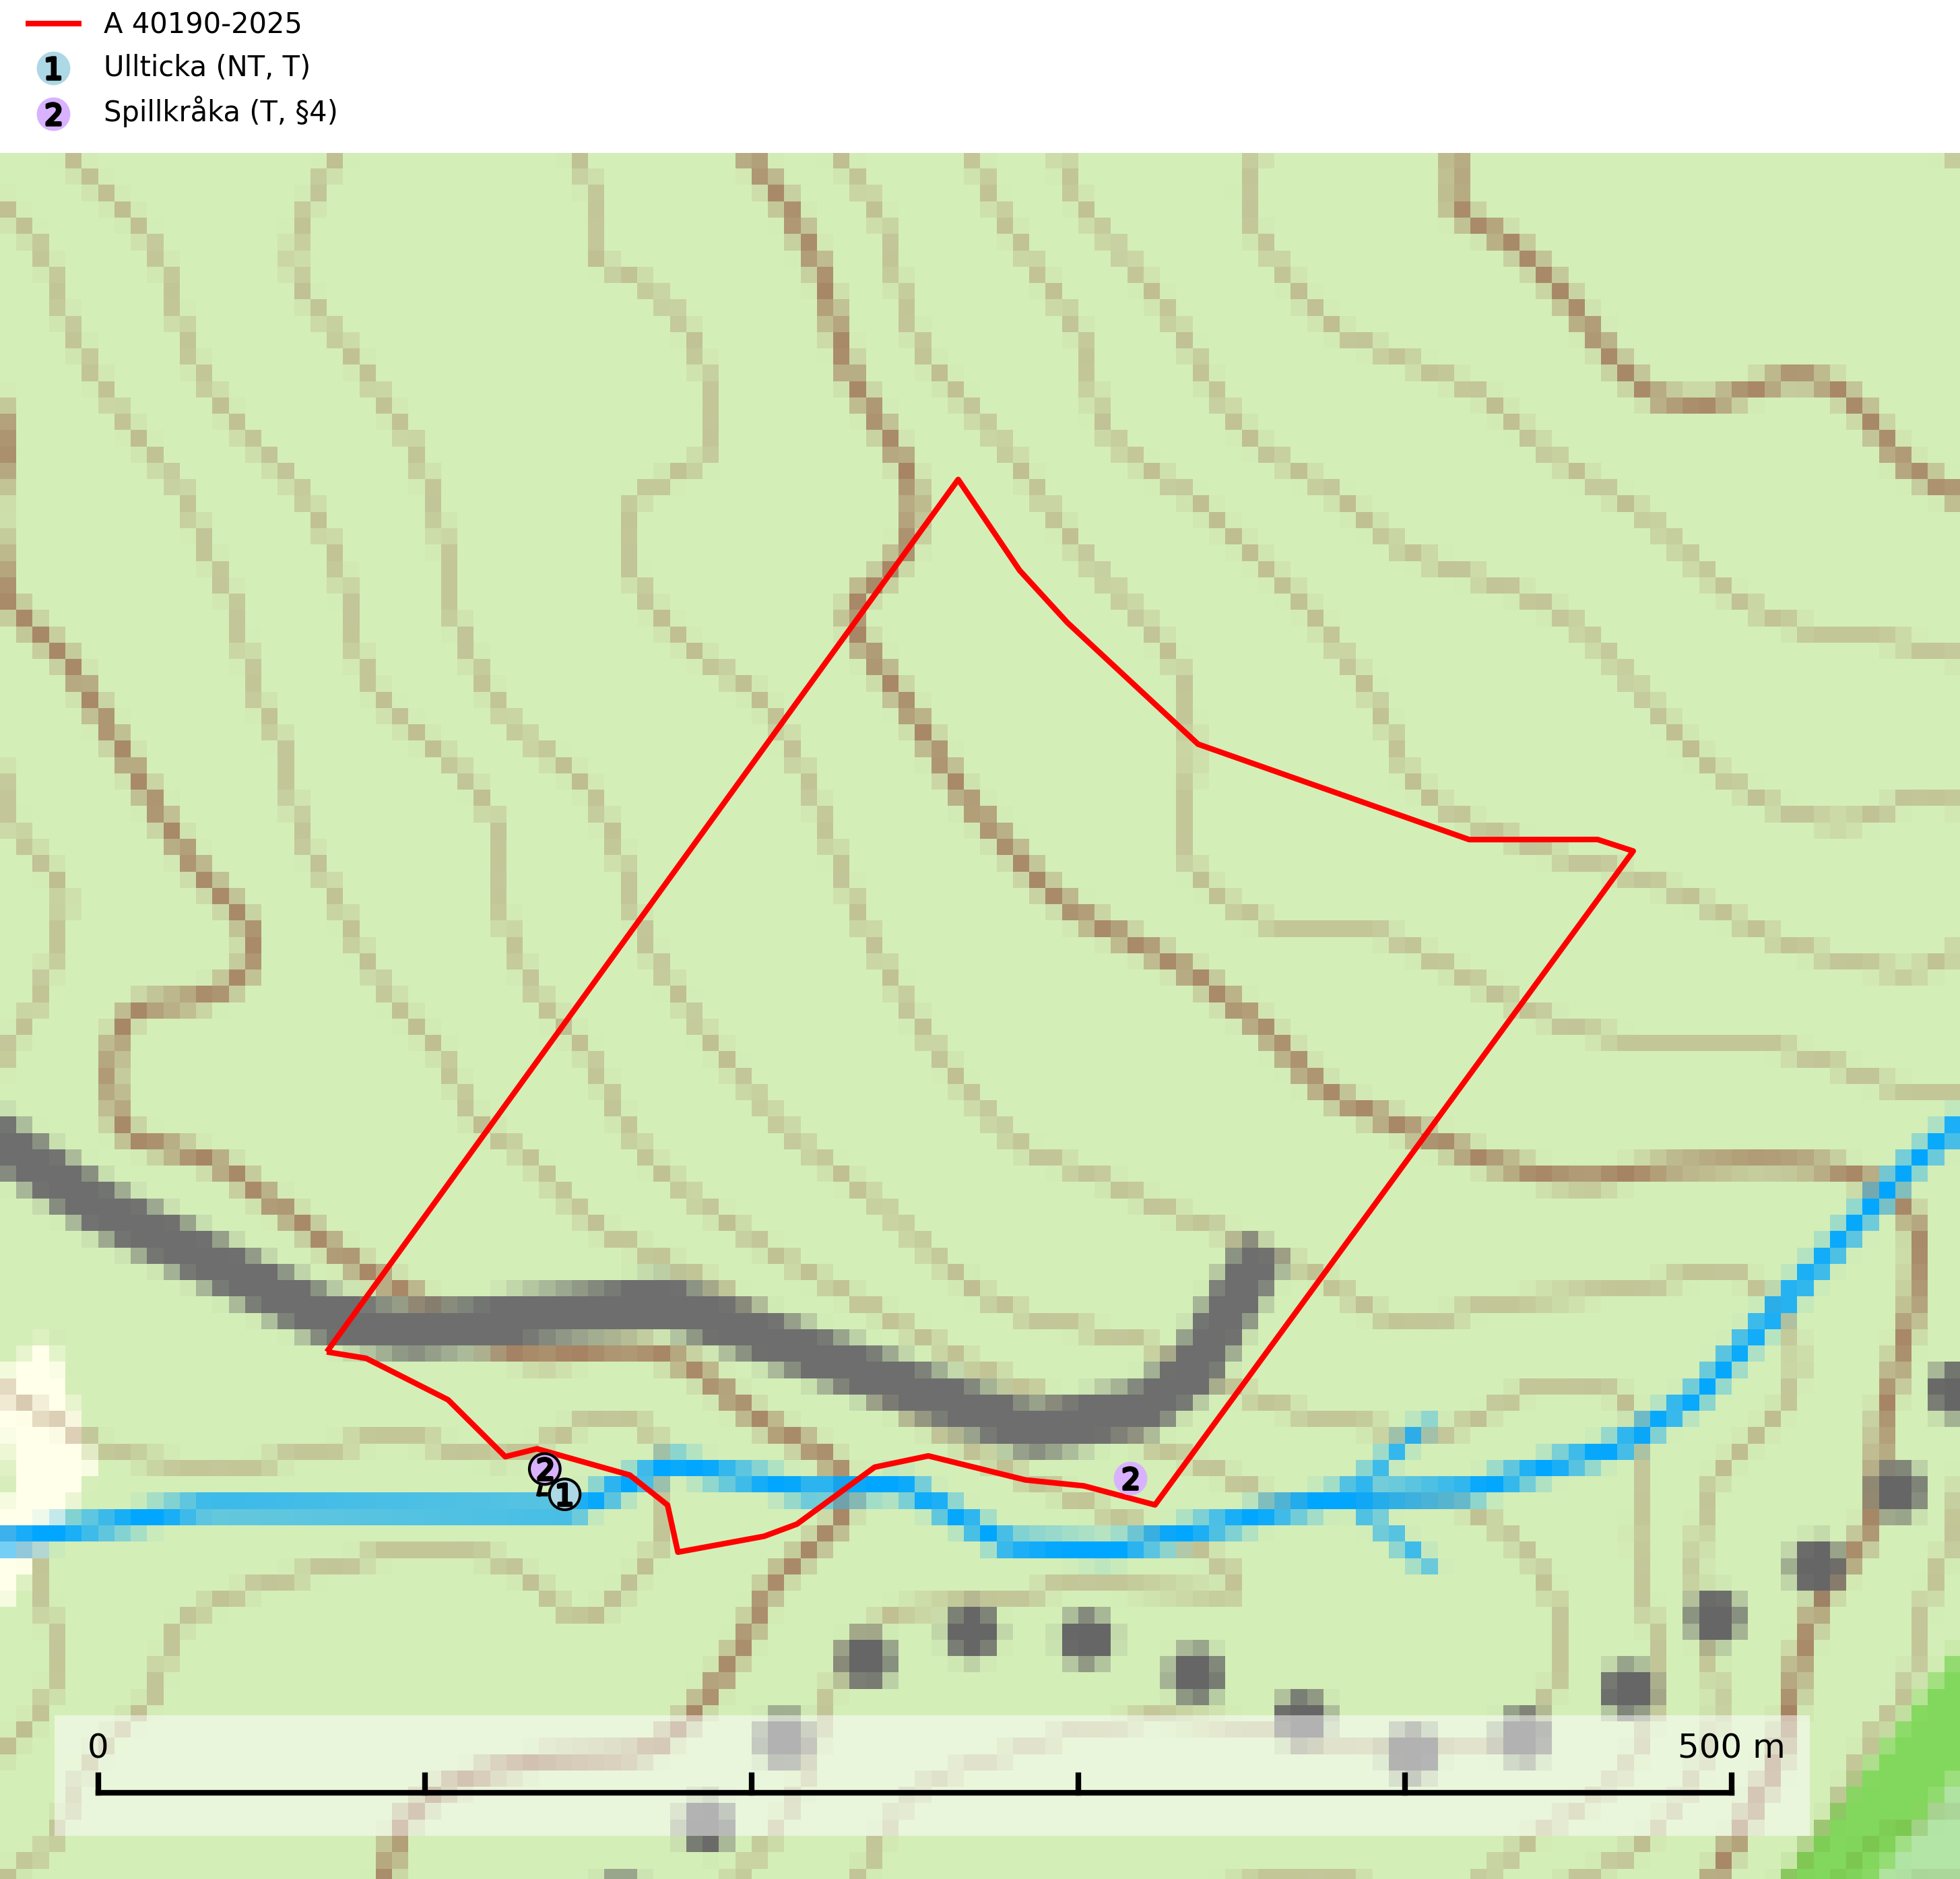 A 40190-2025
1 Ullticka (NT, T)
2 Spillkråka (T, §4)
2
1
2
0 500 m